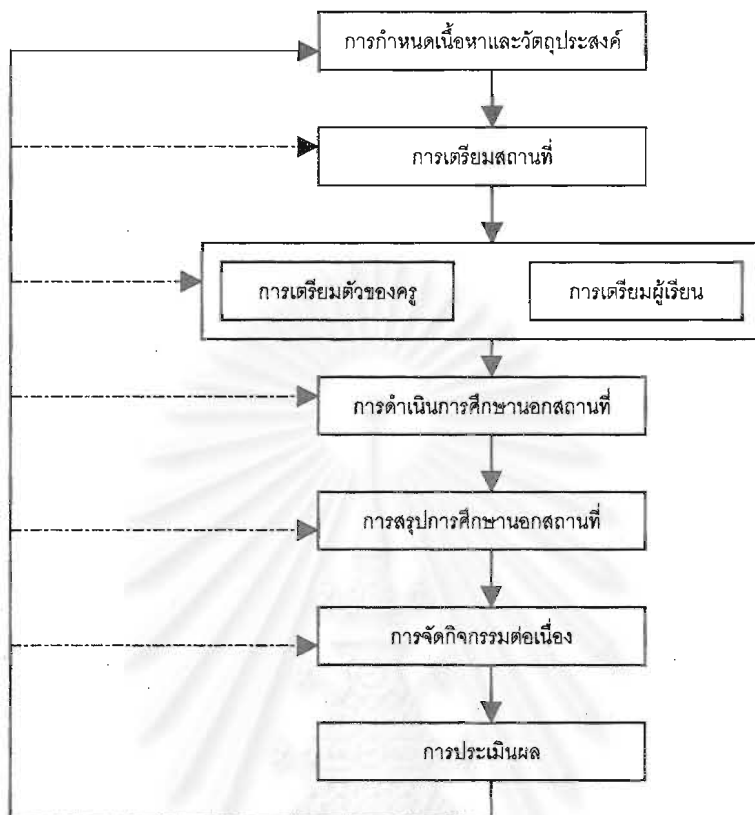 การกำหนดเนื้อหาและวัตถุประสงค์
การเตรียมสถานที่
การเตรียมตัวของครู
การเตรียมผู้เรียน
การดำเนินการศึกษานอกสถานที่
การสรุปการศึกษานอกสถานที่
การจัดกิจกรรมต่อเนื่อง
การประเมินผล